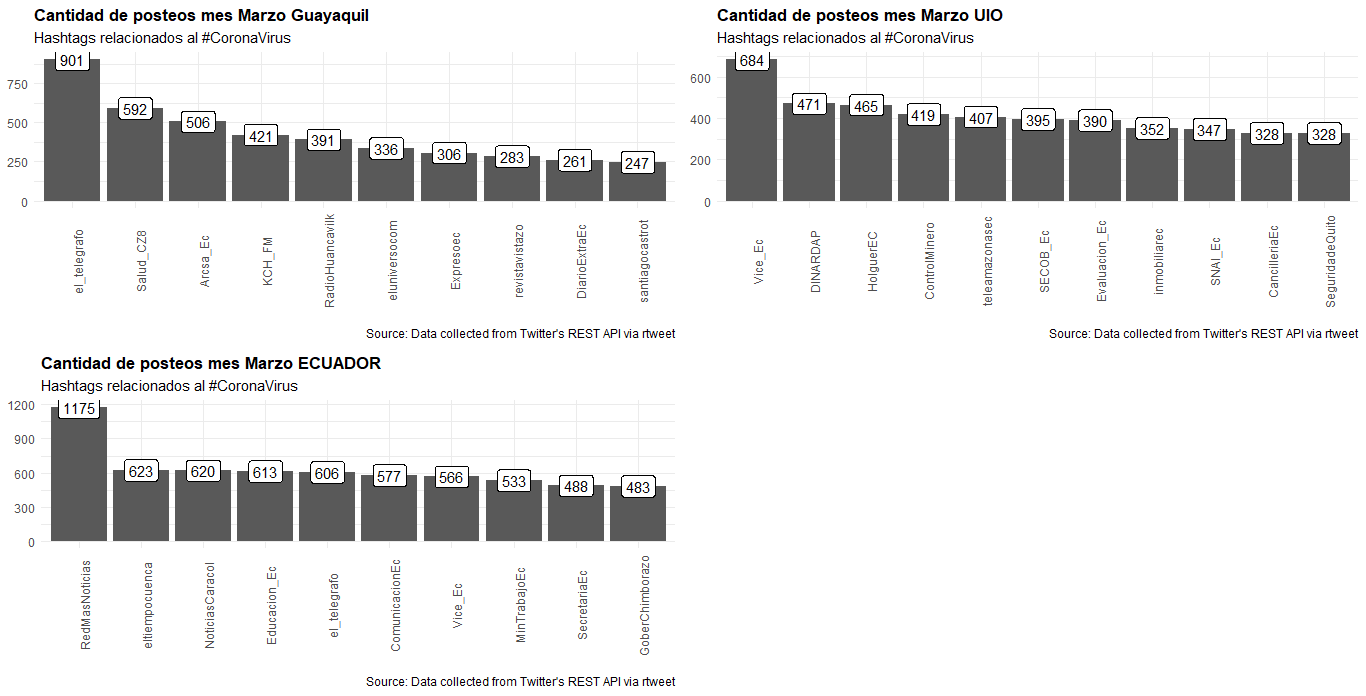 Cantidad de posteos mes Marzo Guayaquil
Hashtags relacionados al #CoronaVirus
901
592
506
421
391
336
306
283
261
247
750
500
250
0
el_telegrafo
Salud_CZ8
Arcsa_Ec
KCH_FM
RadioHuancavilk
eluniversocom
Expresoec
revistavistazo
DiarioExtraEc
santiagocastrot
Source: Data collected from Twitter's REST API via rtweet
Cantidad de posteos mes Marzo UIO
Hashtags relacionados al #CoronaVirus
684
471
465
419
407
395
390
352
347
328
328
600
400
200
0
Vice_Ec
DINARDAP
HolguerEC
ControlMinero
teleamazonasec
SECOB_Ec
Evaluacion_Ec
inmobiliarec
SNAI_Ec
CancilleriaEc
SeguridadeQuito
Source: Data collected from Twitter's REST API via rtweet
Cantidad de posteos mes Marzo ECUADOR
Hashtags relacionados al #CoronaVirus
1175
623
620
613
606
577
566
533
488
483
1200
900
600
300
0
RedMasNoticias
eltiempocuenca
NoticiasCaracol
Educacion_Ec
el_telegrafo
ComunicacionEc
Vice_Ec
MinTrabajoEc
SecretariaEc
GoberChimborazo
Source: Data collected from Twitter's REST API via rtweet